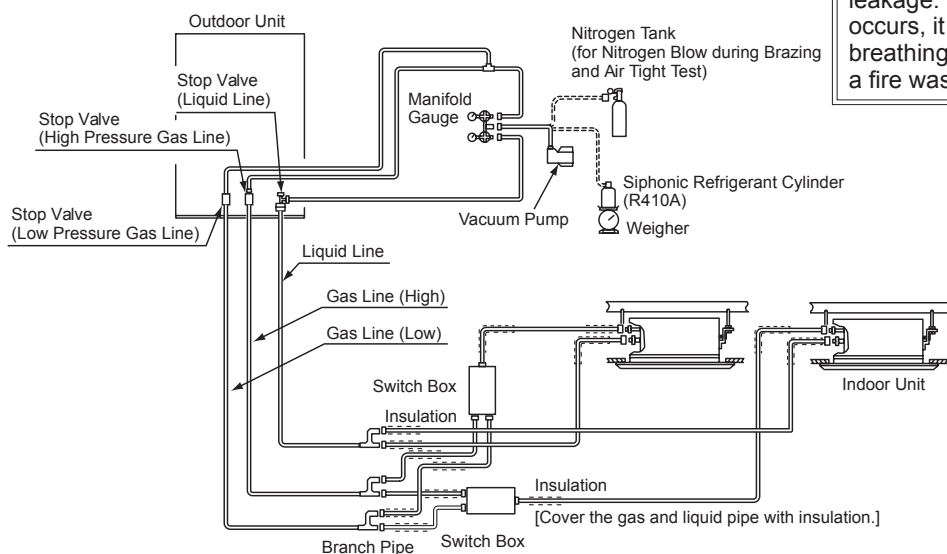 leakage.
occurs, it
breathing
a fire was
Outdoor Unit
Nitrogen Tank
(for Nitrogen Blow during Brazing
and Air Tight Test)
Stop Valve
(Liquid Line)
Manifold
Gauge
Stop Valve
(High Pressure Gas Line)
Siphonic Refrigerant Cylinder
(R410A)
Vacuum Pump
Weigher
Stop Valve
(Low Pressure Gas Line)
Liquid Line
Gas Line (High)
Gas Line (Low)
Switch Box
Indoor Unit
Insulation
Insulation
[Cover the gas and liquid pipe with insulation.]
Branch Pipe
Switch Box